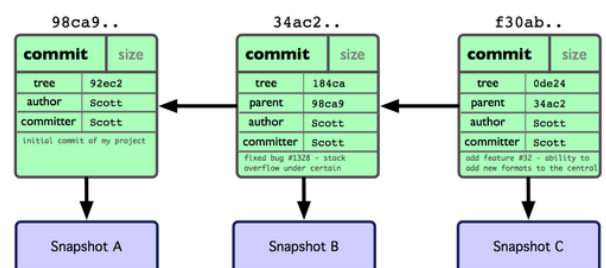 98ca9..
commit size
tree 92ec2
author Scott
committer Scott
initial commit of my project
Snapshot A
34ac2..
commit size
tree 184ca
parent 98ca9
author Scott
committer Scott
fixed bug #1328 - stack
overflow under certain
Snapshot B
f30ab..
commit size
tree 0de24
parent 34ac2
author Scott
committer Scott
add feature #32 - ability to
add new formats to the central
Snapshot C